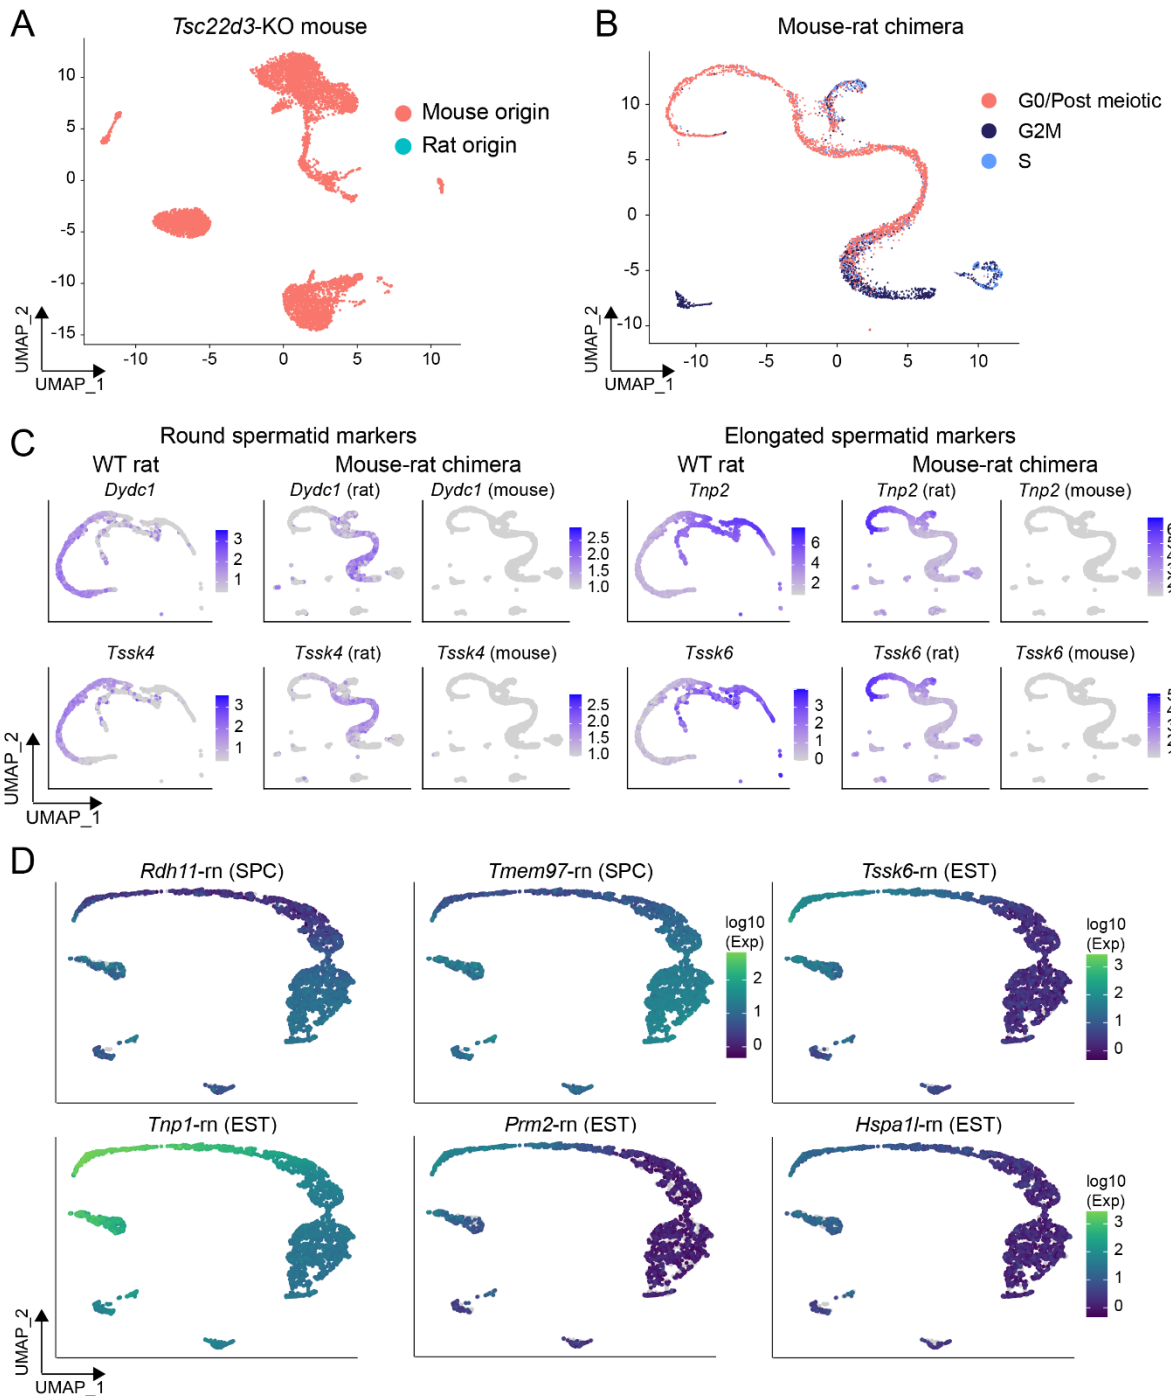 A
Tsc22d3-KO mouse
10
5
0
-5
-10
-15
-10
-5
0
5
10
UMAP_2
UMAP_1
Mouse origin
Rat origin
B
Mouse-rat chimera
10
5
0
-5
-10
-10
-5
0
5
10
UMAP_2
UMAP_1
G0/Post meiotic
G2M
S
C
Round spermatid markers
Elongated spermatid markers
WT rat
Mouse-rat chimera
WT rat
Mouse-rat chimera
Dydc1
Dydc1 (rat)
Dydc1 (mouse)
Tnp2
Tnp2 (rat)
Tnp2 (mouse)
3
2
1
2.5
2.0
1.5
1.0
6
4
2
Tssk4
Tssk4 (rat)
Tssk4 (mouse)
Tssk6
Tssk6 (rat)
Tssk6 (mouse)
3
2
1
2.5
2.0
1.5
1.0
3
2
1
0
UMAP_2
UMAP_1
D
Rdh11-rn (SPC)
Tmem97-rn (SPC)
Tssk6-rn (EST)
log10
(Exp)
2
1
0
log10
(Exp)
3
2
1
0
Tnp1-rn (EST)
Prm2-rn (EST)
Hspa1l-rn (EST)
log10
(Exp)
3
2
1
0
UMAP_2
UMAP_1